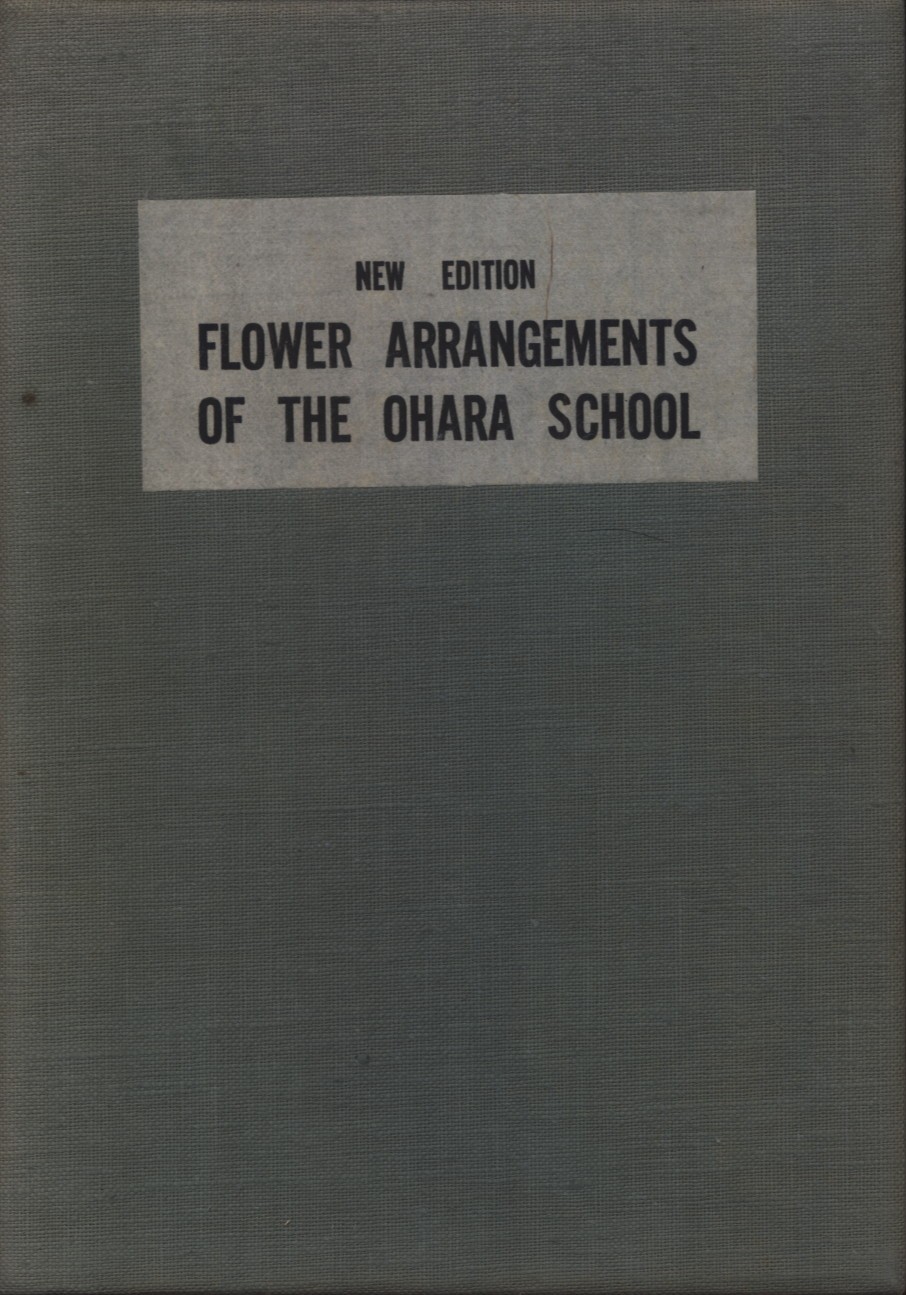 NEW EDITION
FLOWER ARRANGEMENTS
OF THE OHARA SCHOOL